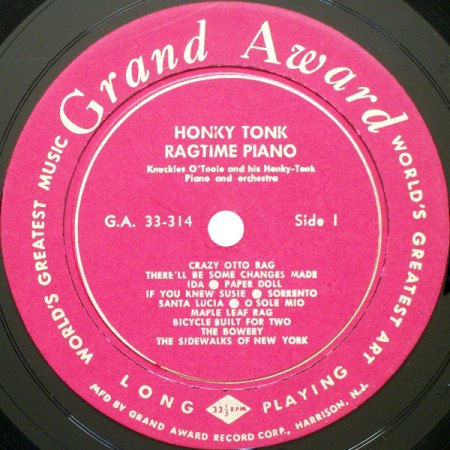 Grand Award
WORLD'S GREATEST MUSIC
WORLD'S GREATEST ART
HONKY TONK
RAGTIME PIANO
Knuckles O'Toole and his Honky-Tonk
Piano and orchestra
G.A. 33-314 Side 1
CRAZY OTTO RAG
THERE'LL BE SOME CHANGES MADE
IDA ● PAPER DOLL
IF YOU KNEW SUSIE ● SORRENTO
SANTA LUCIA ● O SOLE MIO
MAPLE LEAF RAG
BICYCLE BUILT FOR TWO
THE BOWERY
THE SIDEWALKS OF NEW YORK
LONG 33 1/3 RPM PLAYING
MFD BY GRAND AWARD RECORD CORP., HARRISON, N.J.